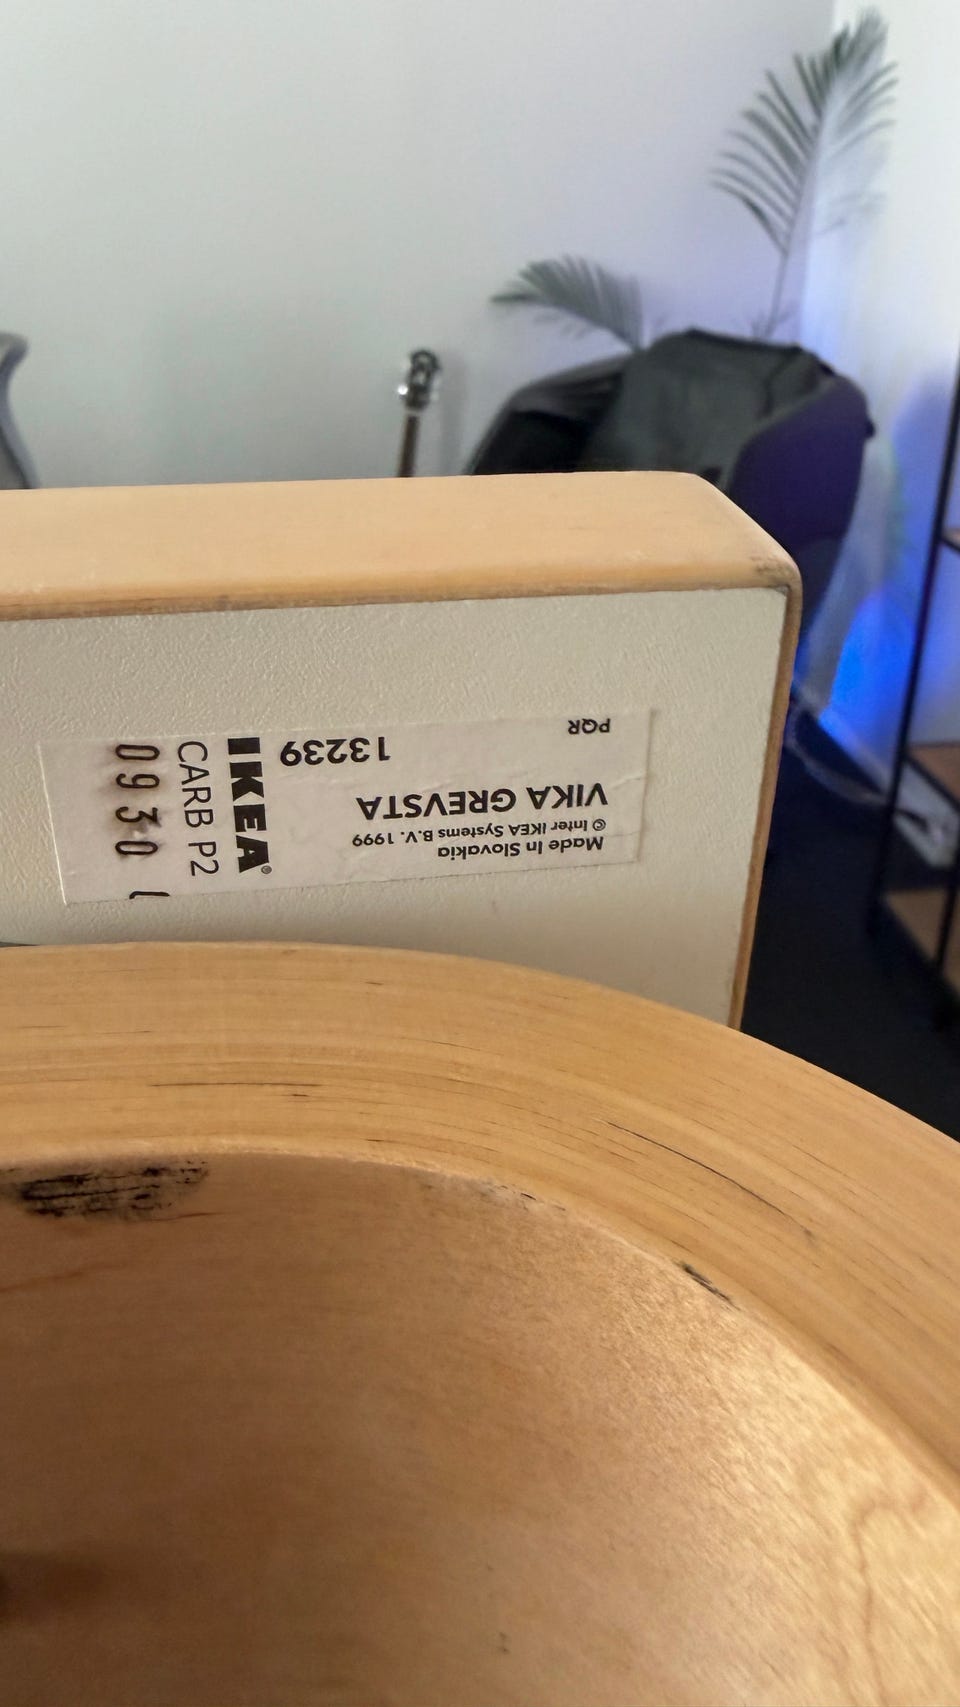 Made In Slovakia
© Inter IKEA Systems B.V. 1999
VIKA GREVSTA
13239
PQR
IKEA®
CARB P2
0930